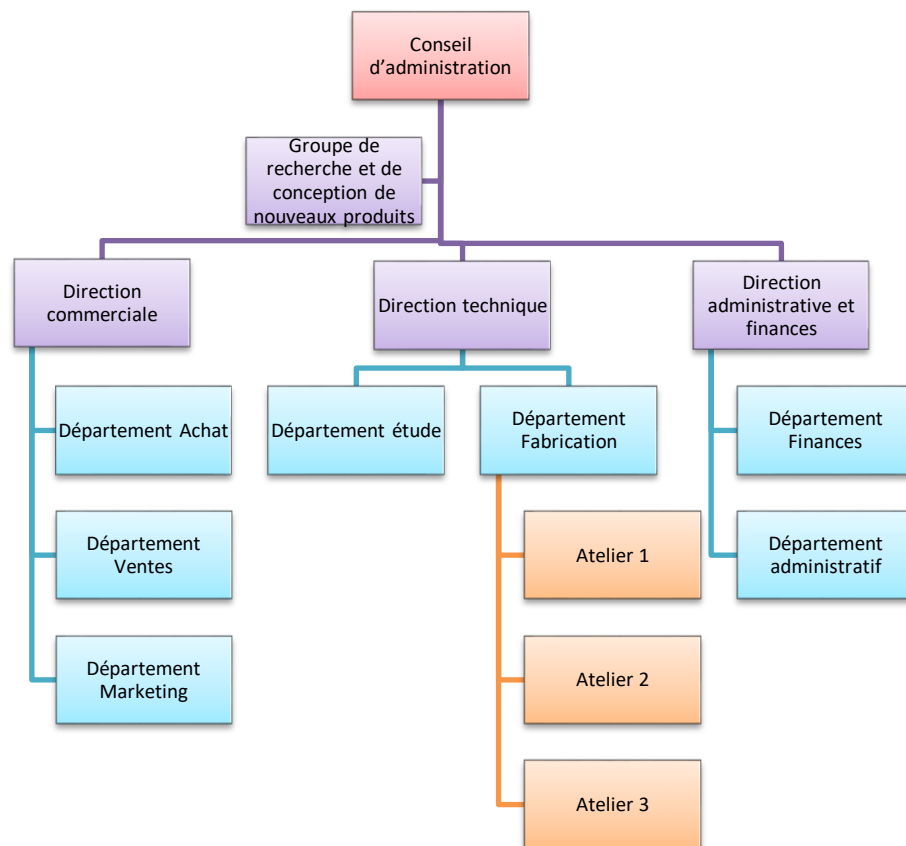 Conseil
d’administration
Groupe de
recherche et de
conception de
nouveaux produits
Direction
commerciale
Direction technique
Direction
administrative et
finances
Département Achat
Département étude
Département
Fabrication
Département
Finances
Département
Ventes
Atelier 1
Département
administratif
Département
Marketing
Atelier 2
Atelier 3